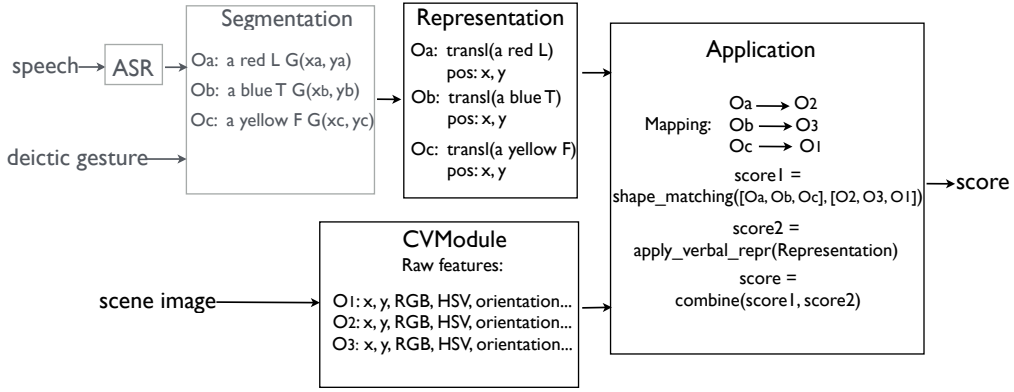 speech
ASR
deictic gesture
Segmentation
Oa: a red L G(xa, ya)
Ob: a blue T G(xb, yb)
Oc: a yellow F G(xc, yc)
Representation
Oa: transl(a red L)
pos: x, y
Ob: transl(a blue T)
pos: x, y
Oc: transl(a yellow F)
pos: x, y
scene image
CVModule
Raw features:
O1: x, y, RGB, HSV, orientation...
O2: x, y, RGB, HSV, orientation...
O3: x, y, RGB, HSV, orientation...
Application
Mapping:
Oa O2
Ob O3
Oc O1
score1 =
shape_matching([Oa, Ob, Oc], [O2, O3, O1])
score2 =
apply_verbal_repr(Representation)
score =
combine(score1, score2)
score